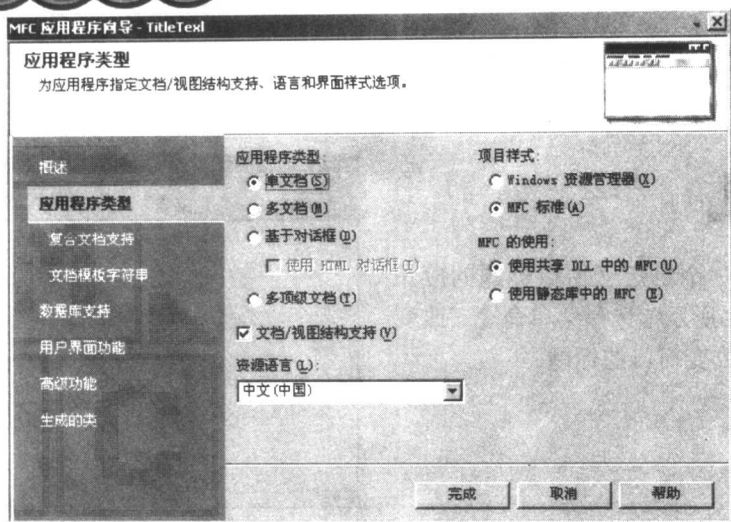 MFC 应用程序向导 - TitleText
应用程序类型
为应用程序指定文档/视图结构支持、语言和界面样式选项。
概述
应用程序类型
复合文档支持
文档模板字符串
数据库支持
用户界面功能
高级功能
生成的类
应用程序类型:
单文档(S)
多文档(M)
基于对话框(D)
使用 HTML 对话框(I)
多顶级文档(T)
文档/视图结构支持(V)
资源语言(L):
中文(中国)
项目样式:
Windows 资源管理器(X)
MFC 标准(A)
MFC 的使用:
使用共享 DLL 中的 MFC(U)
使用静态库中的 MFC (E)
完成
取消
帮助